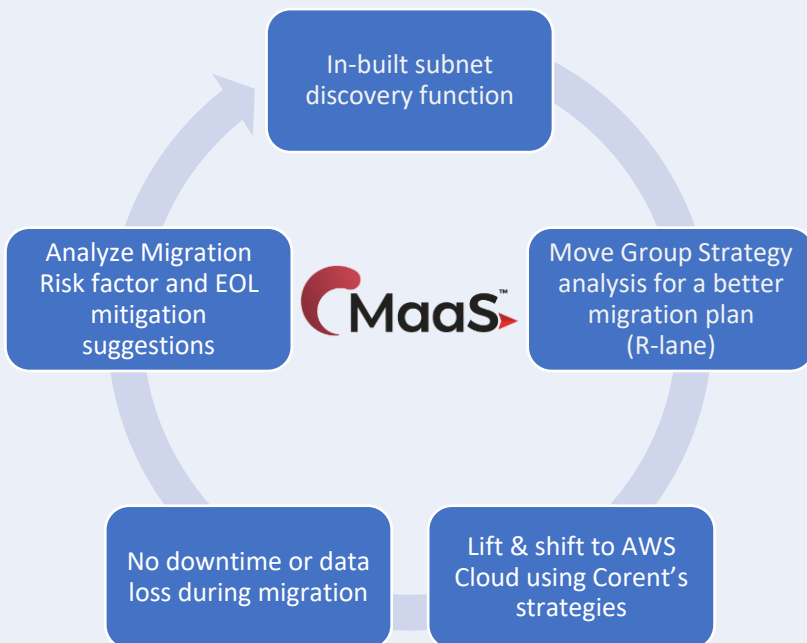 In-built subnet
discovery function
Move Group Strategy
analysis for a better
migration plan
(R-lane)
Lift & shift to AWS
Cloud using Corent’s
strategies
No downtime or data
loss during migration
Analyze Migration
Risk factor and EOL
mitigation
suggestions
MaaS™